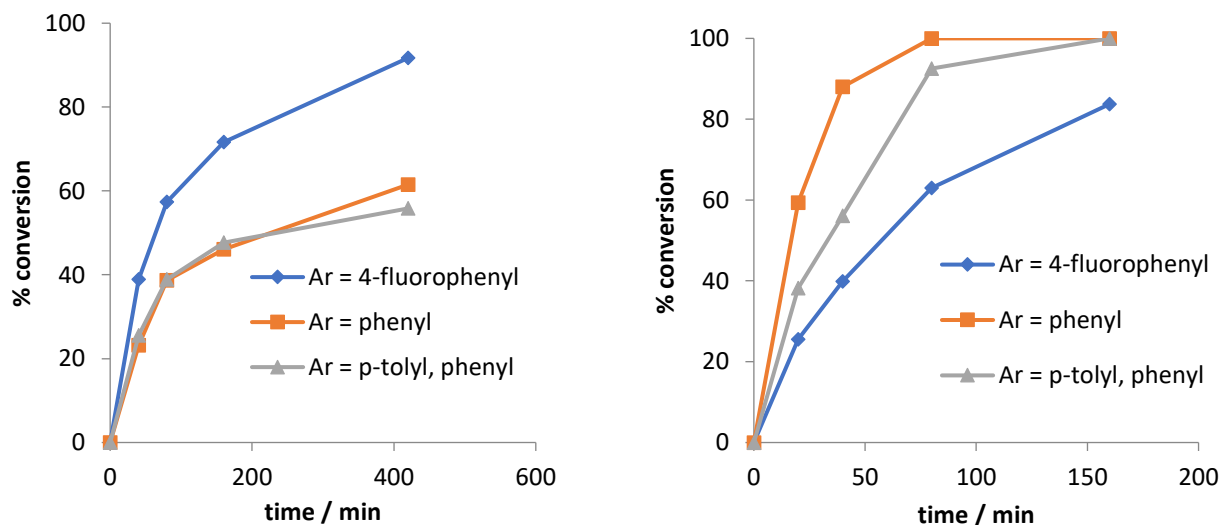 100
80
60
40
20
0
% conversion
0
200
400
600
time / min
Ar = 4-fluorophenyl
Ar = phenyl
Ar = p-tolyl, phenyl
100
80
60
40
20
0
% conversion
0
50
100
150
200
time / min
Ar = 4-fluorophenyl
Ar = phenyl
Ar = p-tolyl, phenyl